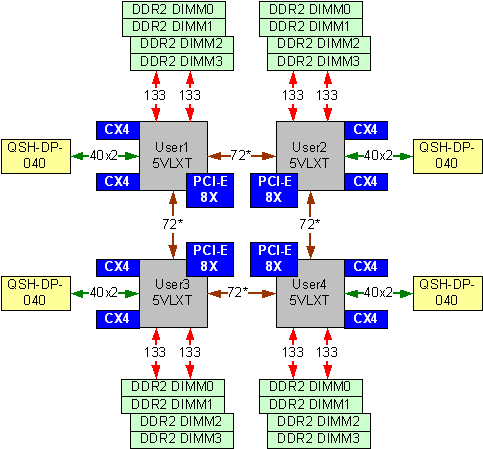 DDR2 DIMM0
DDR2 DIMM1
DDR2 DIMM2
DDR2 DIMM3
DDR2 DIMM0
DDR2 DIMM1
DDR2 DIMM2
DDR2 DIMM3
133 133
133 133
CX4
User1
5VLXT
CX4
PCI-E
8X
QSH-DP-
040
40x2
72*
CX4
User2
5VLXT
CX4
PCI-E
8X
40x2
QSH-DP-
040
72*
72*
CX4
User3
5VLXT
CX4
PCI-E
8X
QSH-DP-
040
40x2
72*
PCI-E
8X
User4
5VLXT
CX4
CX4
40x2
QSH-DP-
040
133 133
133 133
DDR2 DIMM0
DDR2 DIMM1
DDR2 DIMM2
DDR2 DIMM3
DDR2 DIMM0
DDR2 DIMM1
DDR2 DIMM2
DDR2 DIMM3